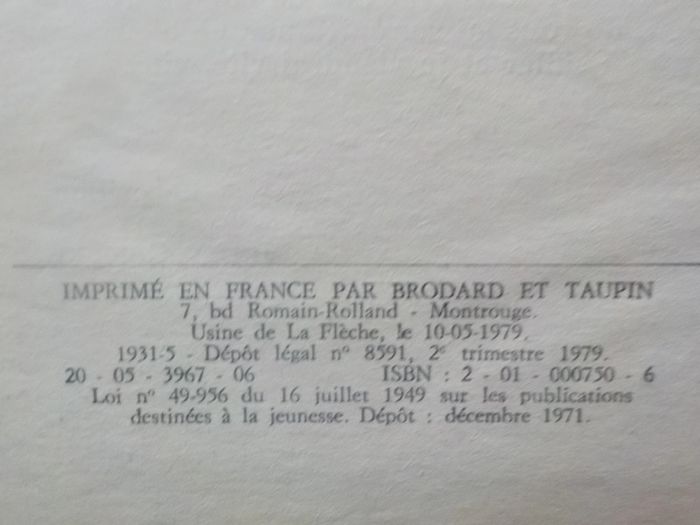 IMPRIMÉ EN FRANCE PAR BRODARD ET TAUPIN
7, bd Romain-Rolland - Montrouge.
Usine de La Flèche, le 10-05-1979.
1931-5 - Dépôt légal n° 8591, 2e trimestre 1979.
20 - 05 - 3967 - 06 ISBN : 2 - 01 - 000750 - 6
Loi n° 49-956 du 16 juillet 1949 sur les publications
destinées à la jeunesse. Dépôt : décembre 1971.